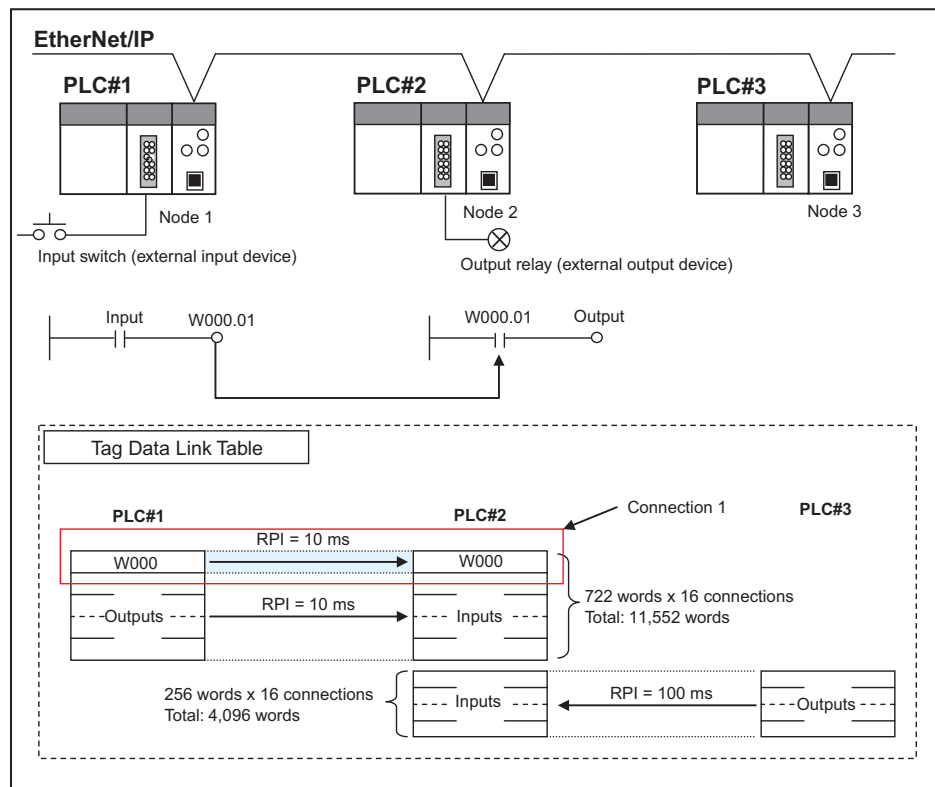 EtherNet/IP
PLC#1
PLC#2
PLC#3
Node 1
Node 2
Node 3
Input switch (external input device)
Output relay (external output device)
Input
W000.01
W000.01
Output
Tag Data Link Table
PLC#1
PLC#2
Connection 1
PLC#3
RPI = 10 ms
W000
W000
RPI = 10 ms
Outputs
Inputs
722 words x 16 connections
Total: 11,552 words
256 words x 16 connections
Total: 4,096 words
Inputs
RPI = 100 ms
Outputs